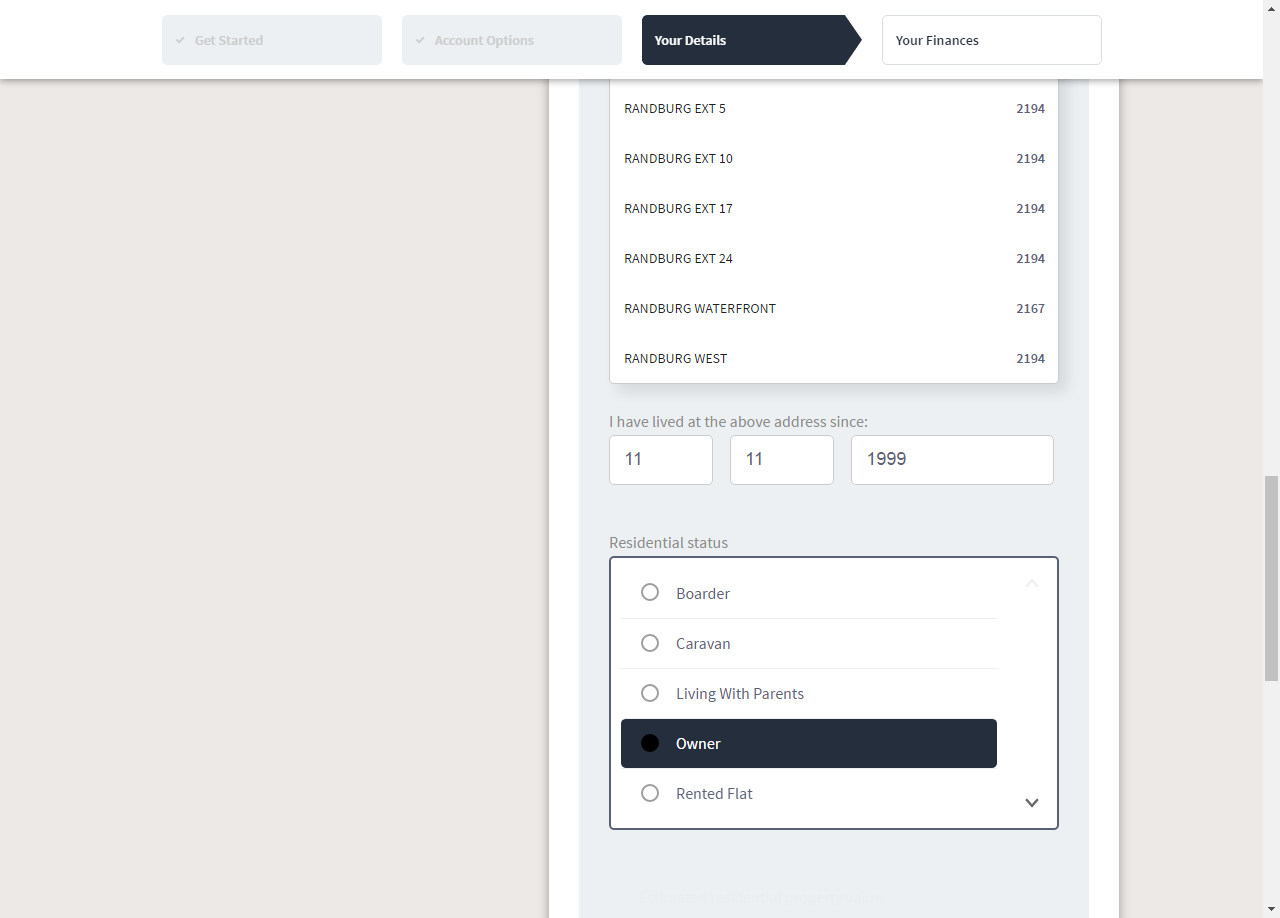 Get Started
Account Options
Your Details
Your Finances
RANDBURG EXT 5 2194
RANDBURG EXT 10 2194
RANDBURG EXT 17 2194
RANDBURG EXT 24 2194
RANDBURG WATERFRONT 2167
RANDBURG WEST 2194
I have lived at the above address since:
11 11 1999
Residential status
Boarder
Caravan
Living With Parents
Owner
Rented Flat